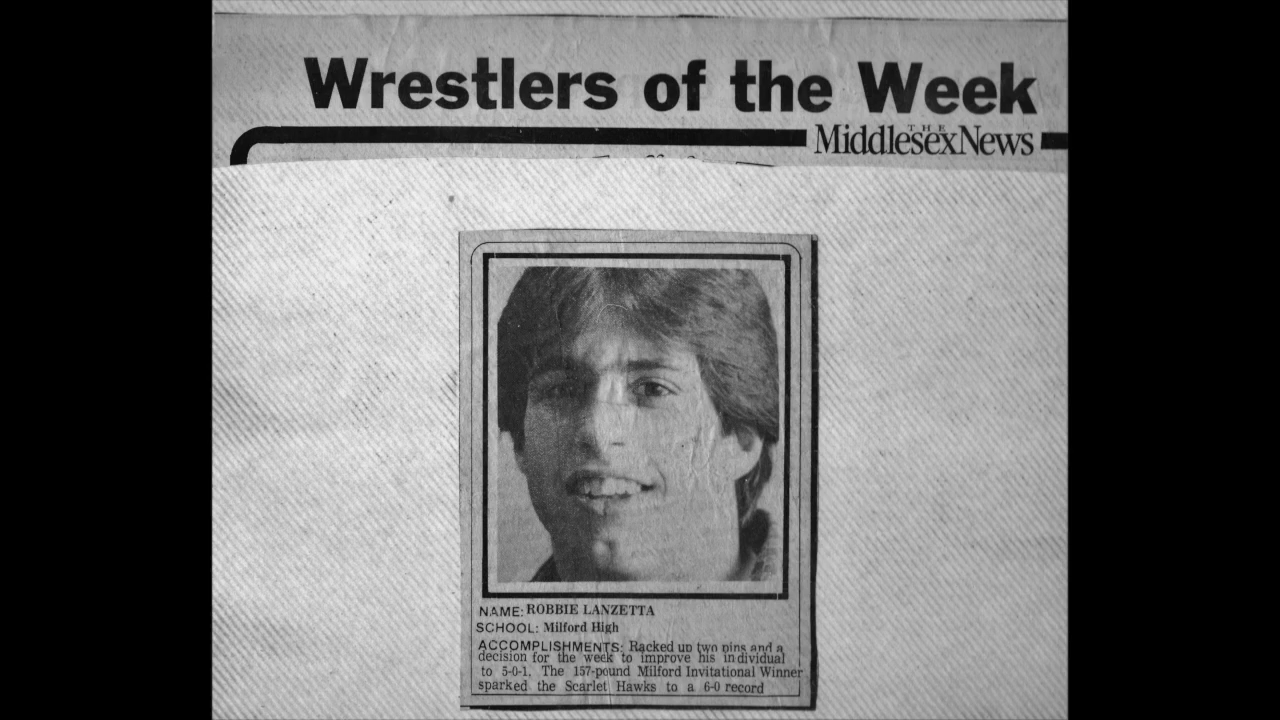 Wrestlers of the Week
THE
MiddlesexNews
NAME: ROBBIE LANZETTA
SCHOOL: Milford High
ACCOMPLISHMENTS: Racked up two pins and a
decision for the week to improve his individual
to 5-0-1. The 157-pound Milford Invitational Winner
sparked the Scarlet Hawks to a 6-0 record